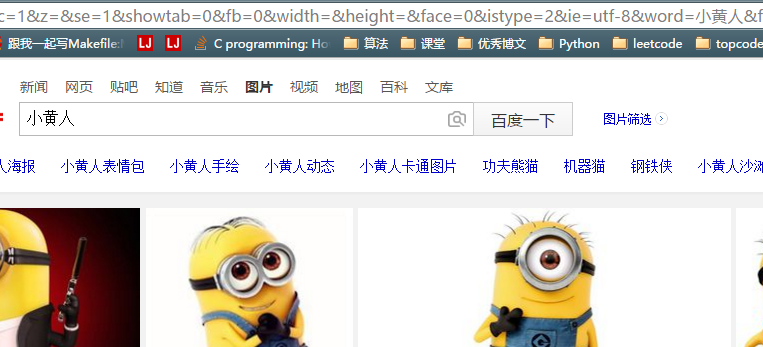 c=1&z=&se=1&showtab=0&fb=0&width=&height=&face=0&istype=2&ie=utf-8&word=小黄人&f
跟我一起写Makefile: LJ LJ C programming: Ho 算法 课堂 优秀博文 Python leetcode topcode
新闻 网页 贴吧 知道 音乐 图片 视频 地图 百科 文库
小黄人 百度一下 图片筛选
人海报 小黄人表情包 小黄人手绘 小黄人动态 小黄人卡通图片 功夫熊猫 机器猫 钢铁侠 小黄人沙滩
G